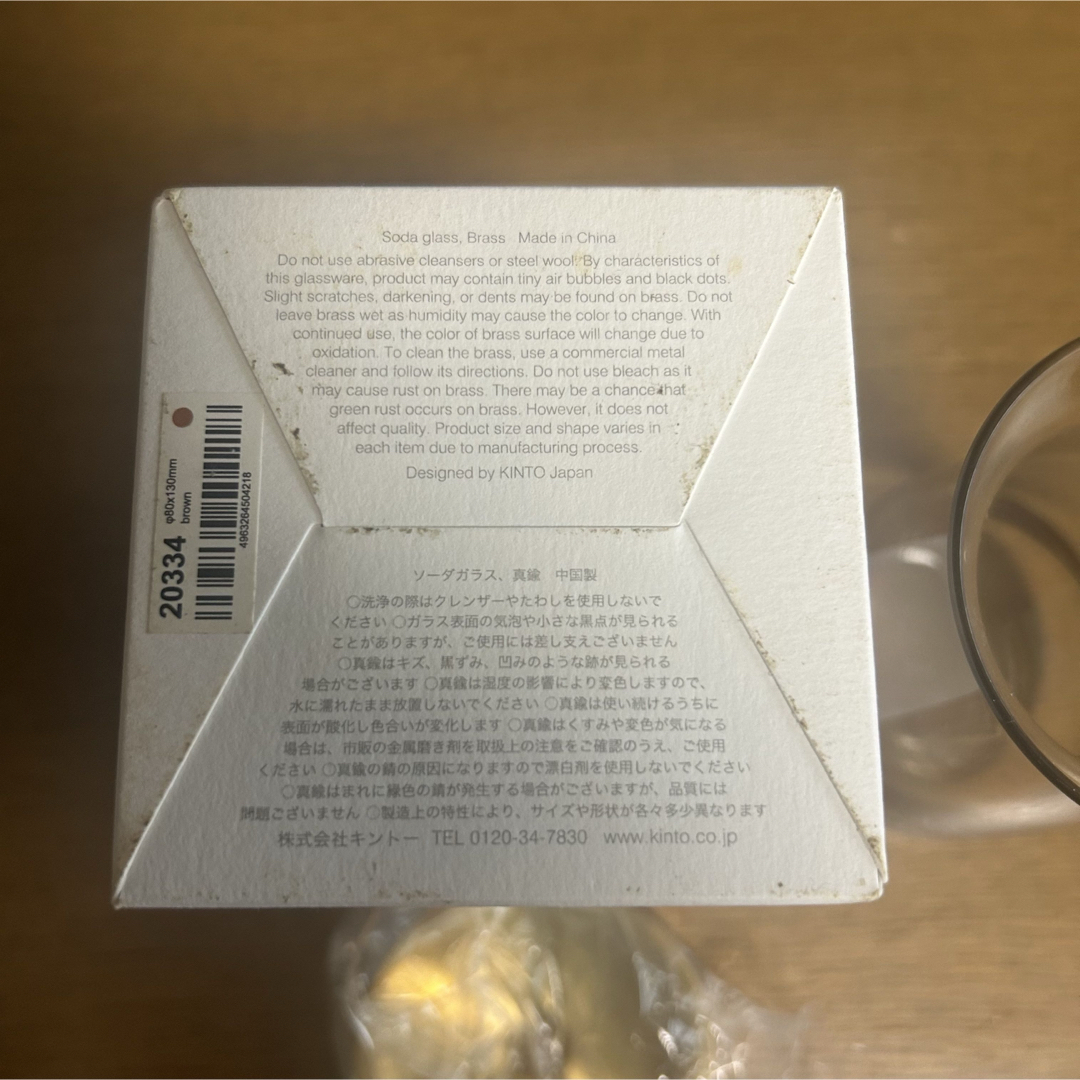 Soda glass, Brass Made in China
Do not use abrasive cleansers or steel wool. By characteristics of
this glassware, product may contain tiny air bubbles and black dots.
Slight scratches, darkening, or dents may be found on brass. Do not
leave brass wet as humidity may cause the color to change. With
continued use, the color of brass surface will change due to
oxidation. To clean the brass, use a commercial metal
cleaner and follow its directions. Do not use bleach as it
may cause rust on brass. There may be a chance that
green rust occurs on brass. However, it does not
affect quality. Product size and shape varies in
each item due to manufacturing process.
Designed by KINTO Japan
20334
φ80x130mm
brown
4963264504218
ソーダガラス、真鍮 中国製
○洗浄の際はクレンザーやたわしを使用しないで
ください ○ガラス表面の気泡や小さな黒点が見られる
ことがありますが、ご使用には差し支えございません
○真鍮はキズ、黒ずみ、凹みのような跡が見られる
場合がございます ○真鍮は湿度の影響により変色しますので、
水に濡れたまま放置しないでください ○真鍮は使い続けるうちに
表面が酸化し色合いが変化します ○真鍮はくすみや変色が気になる
場合は、市販の金属磨き剤を取扱上の注意をご確認のうえ、ご使用
ください ○真鍮の錆の原因になりますので漂白剤を使用しないでください
○真鍮はまれに緑色の錆が発生する場合がございますが、品質には
問題ございません ○製造上の特性により、サイズや形状が各々多少異なります
株式会社キントー TEL 0120-34-7830 www.kinto.co.jp